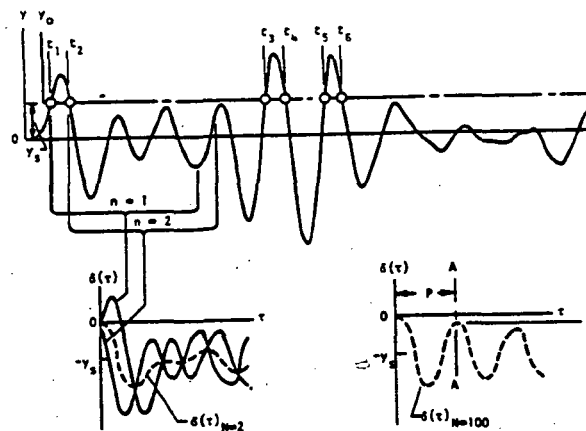 Y Y₀ t₁ t₂ t₃ t₄ t₅ t₆
0
Yₛ
n = 1
n = 2
δ(τ)
0
τ
-Yₛ
δ(τ)N=2
δ(τ) A
P
0
τ
-Yₛ
A
δ(τ)N=100